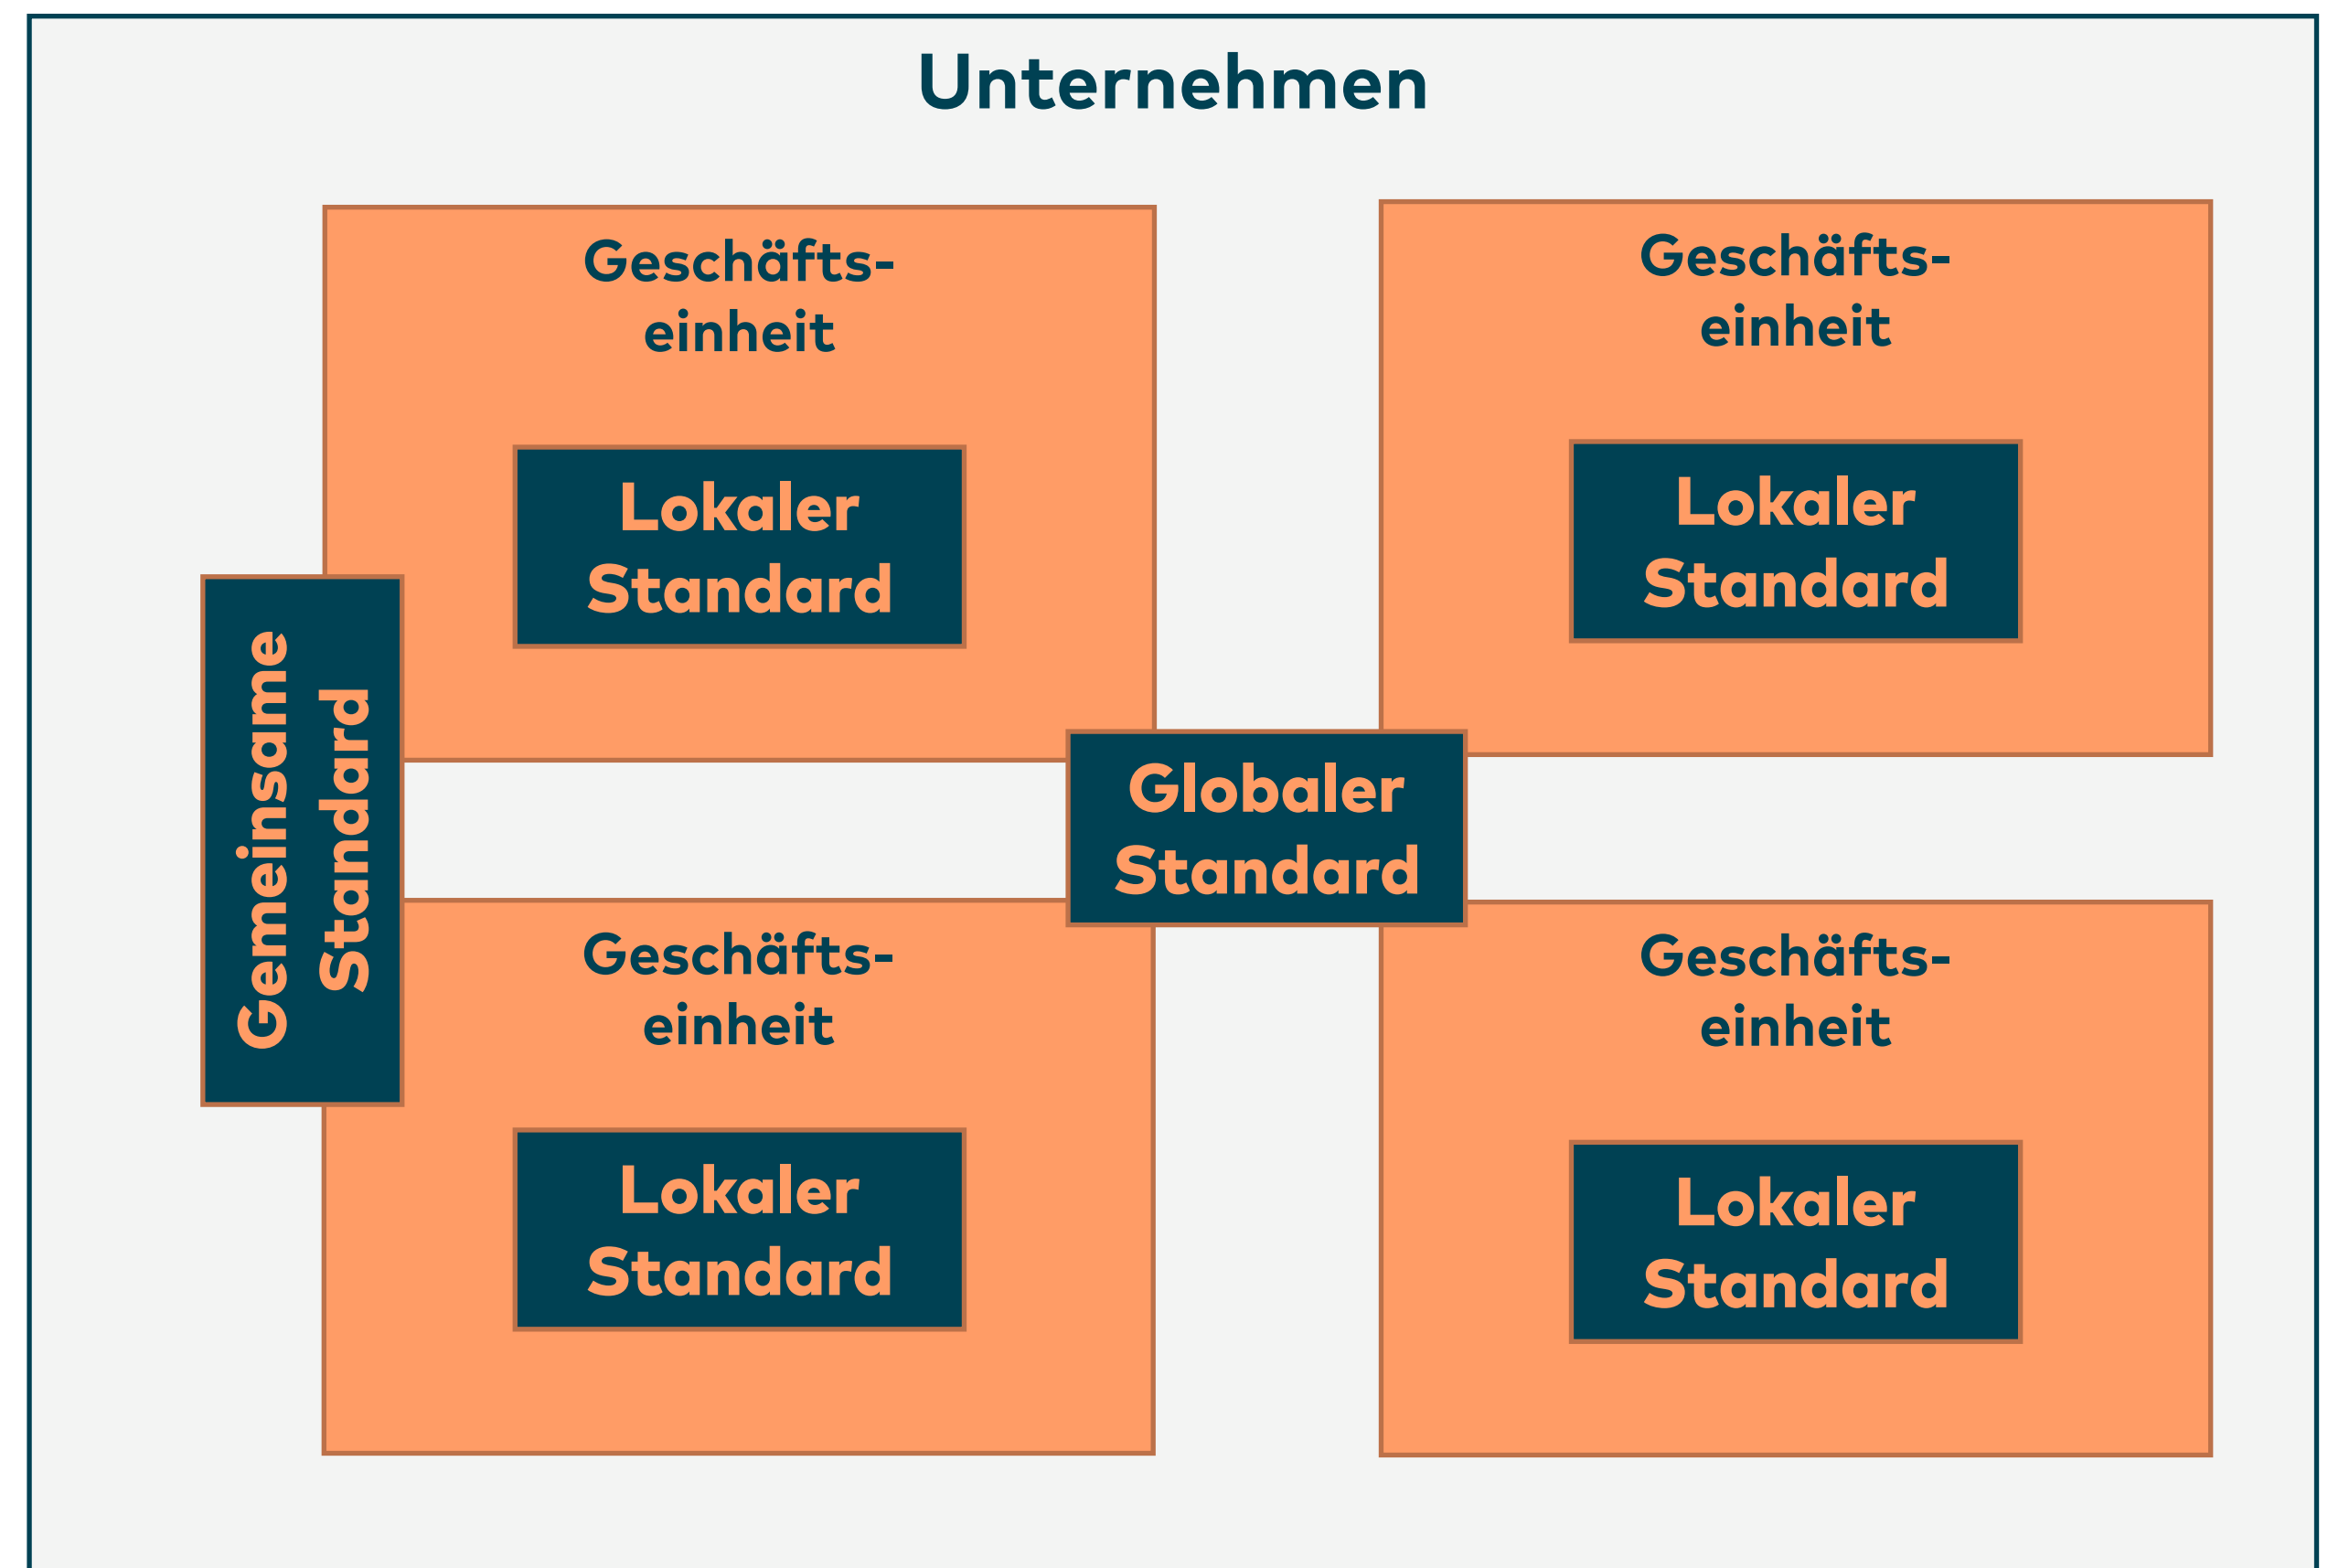 Unternehmen
Geschäfts-
einheit
Lokaler
Standard
Geschäfts-
einheit
Lokaler
Standard
Gemeinsame
Standard
Globaler
Standard
Geschäfts-
einheit
Lokaler
Standard
Geschäfts-
einheit
Lokaler
Standard